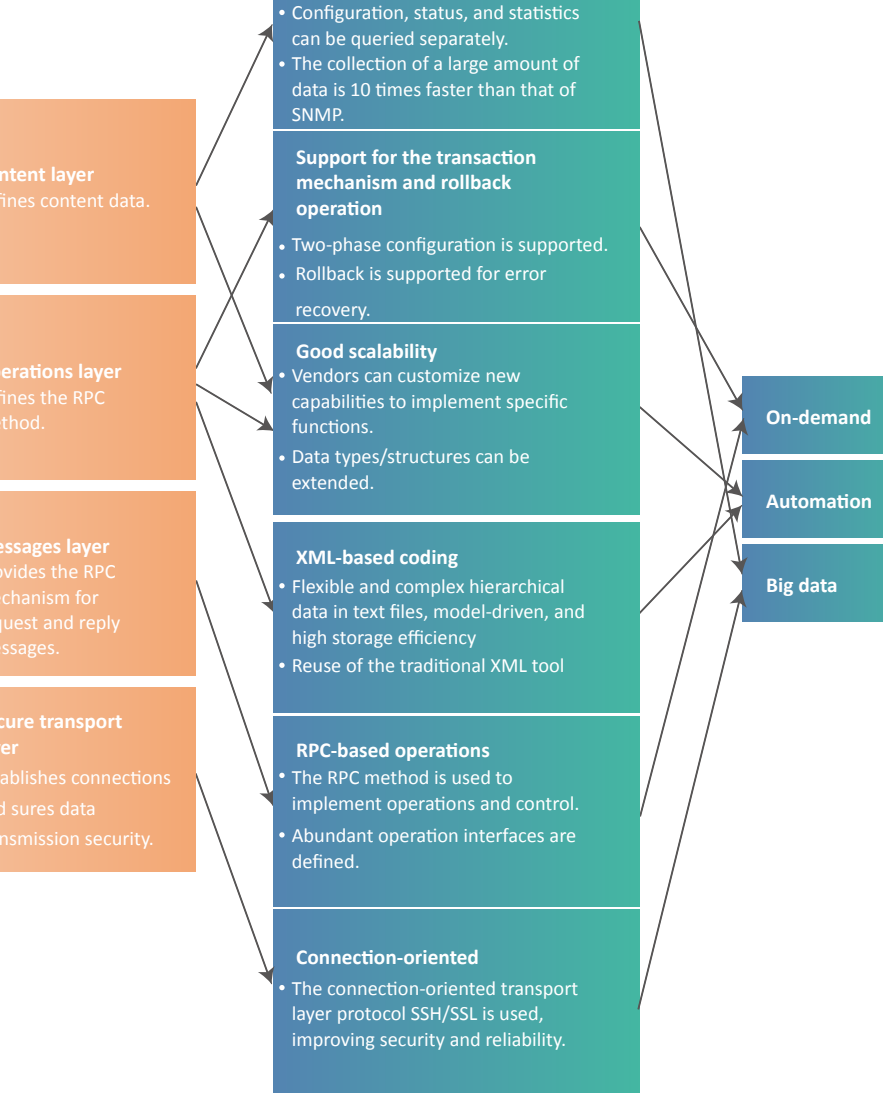 ntent layer
fines content data.
erations layer
fines the RPC
ethod.
essages layer
ovides the RPC
echanism for
quest and reply
essages.
cure transport
er
tablishes connections
d sures data
nsmission security.
• Configuration, status, and statistics
can be queried separately.
• The collection of a large amount of
data is 10 times faster than that of
SNMP.
Support for the transaction
mechanism and rollback
operation
• Two-phase configuration is supported.
• Rollback is supported for error
recovery.
Good scalability
• Vendors can customize new
capabilities to implement specific
functions.
• Data types/structures can be
extended.
XML-based coding
• Flexible and complex hierarchical
data in text files, model-driven, and
high storage efficiency
• Reuse of the traditional XML tool
RPC-based operations
• The RPC method is used to
implement operations and control.
• Abundant operation interfaces are
defined.
Connection-oriented
• The connection-oriented transport
layer protocol SSH/SSL is used,
improving security and reliability.
On-demand
Automation
Big data